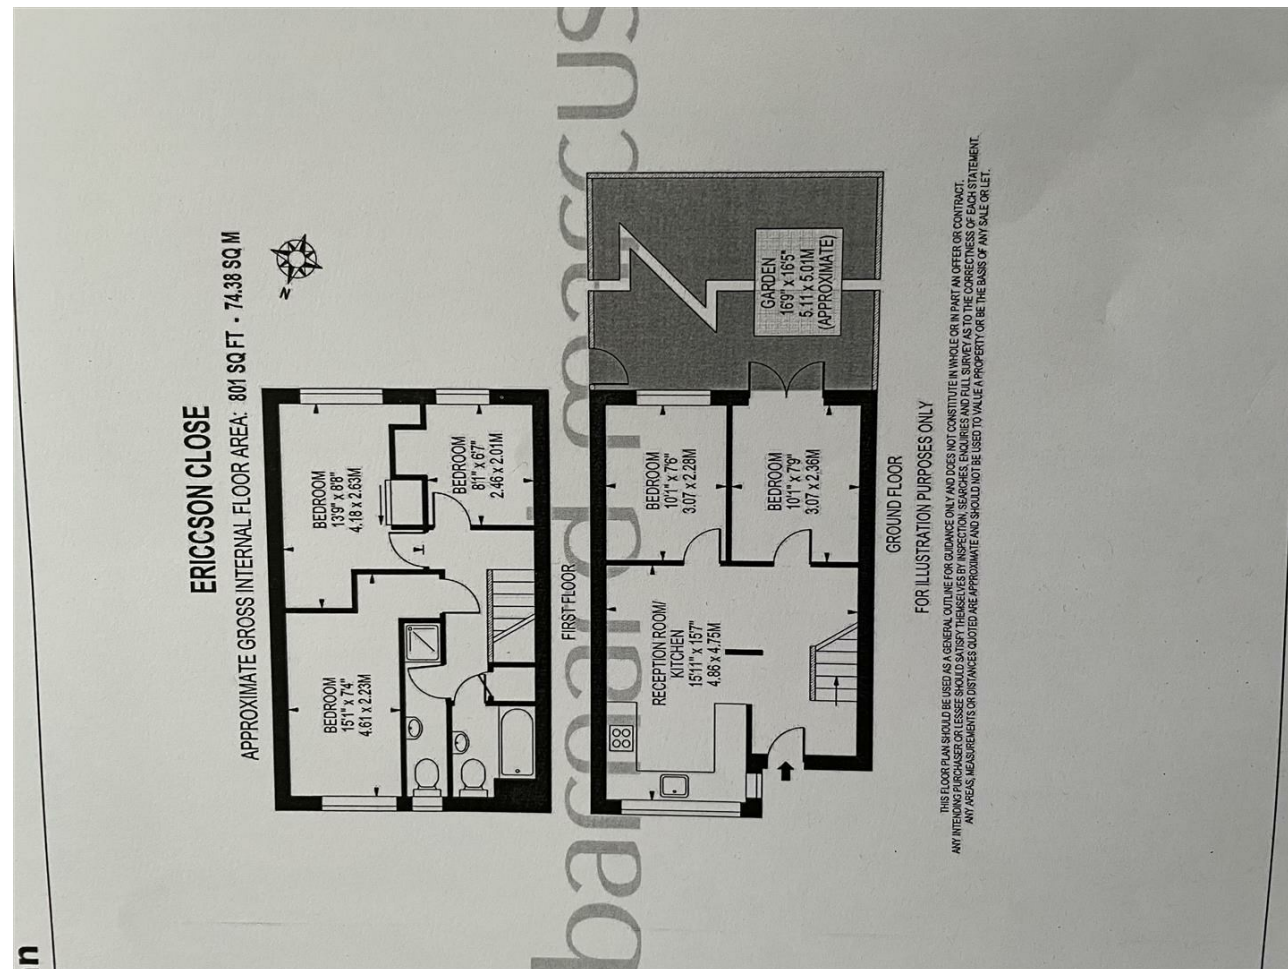 ERICCSON CLOSE
APPROXIMATE GROSS INTERNAL FLOOR AREA: 801 SQ FT - 74.38 SQ M
N
BEDROOM
15'1" x 7'4"
4.61 x 2.23M
BEDROOM
13'9" x 8'8"
4.18 x 2.63M
BEDROOM
8'1" x 6'7"
2.46 x 2.01M
FIRST FLOOR
barnard marcus
RECEPTION ROOM/
KITCHEN
15'11" x 15'7"
4.86 x 4.75M
BEDROOM
10'1" x 7'6"
3.07 x 2.28M
BEDROOM
10'1" x 7'9"
3.07 x 2.36M
GARDEN
16'9" x 16'5"
5.11 x 5.01M
(APPROXIMATE)
GROUND FLOOR
FOR ILLUSTRATION PURPOSES ONLY
THIS FLOOR PLAN SHOULD BE USED AS A GENERAL OUTLINE FOR GUIDANCE ONLY AND DOES NOT CONSTITUTE IN WHOLE OR IN PART AN OFFER OR CONTRACT.
ANY INTENDING PURCHASER OR LESSEE SHOULD SATISFY THEMSELVES BY INSPECTION, SEARCHES, ENQUIRIES AND FULL SURVEY AS TO THE CORRECTNESS OF EACH STATEMENT.
ANY AREAS, MEASUREMENTS OR DISTANCES QUOTED ARE APPROXIMATE AND SHOULD NOT BE USED TO VALUE A PROPERTY OR BE THE BASIS OF ANY SALE OR LET.